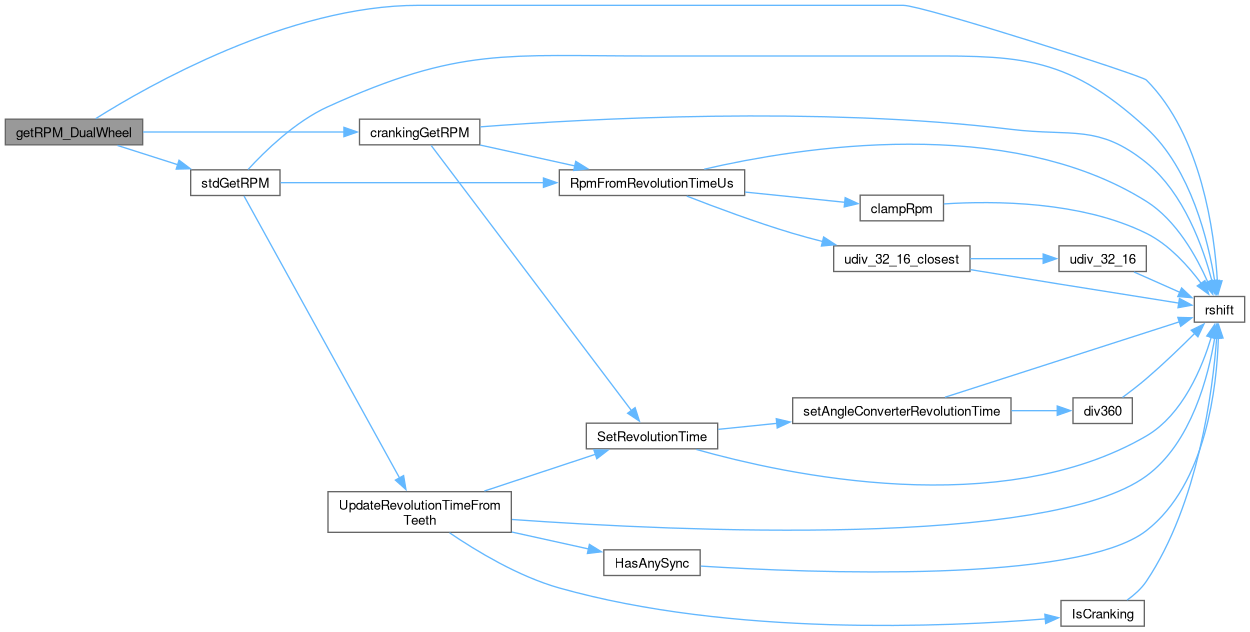 getRPM_DualWheel
crankingGetRPM
stdGetRPM
RpmFromRevolutionTimeUs
clampRpm
udiv_32_16_closest
udiv_32_16
rshift
setAngleConverterRevolutionTime
div360
SetRevolutionTime
UpdateRevolutionTimeFrom
Teeth
HasAnySync
IsCranking